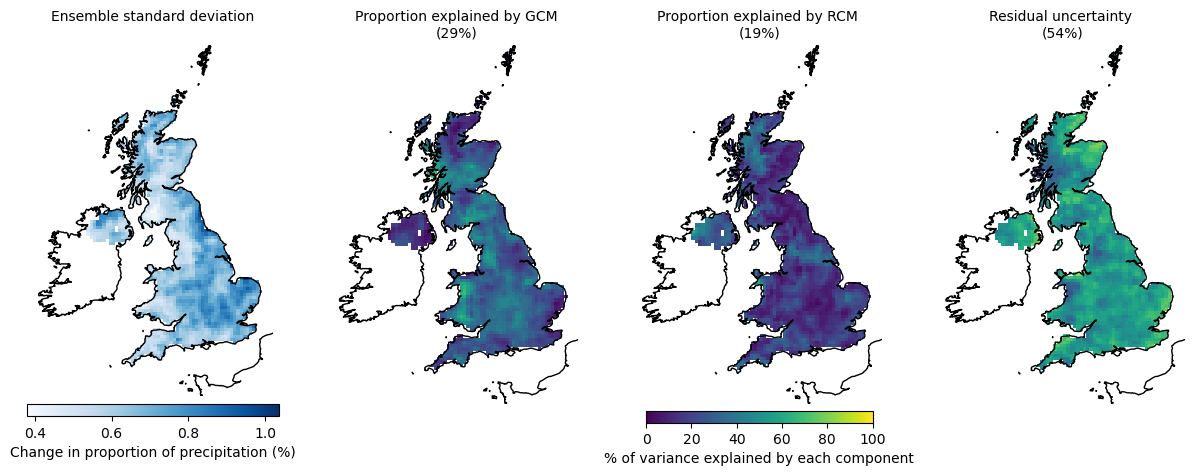 Ensemble standard deviation
Proportion explained by GCM
(29%)
Proportion explained by RCM
(19%)
Residual uncertainty
(54%)
0.4 0.6 0.8 1.0
Change in proportion of precipitation (%)
0 20 40 60 80 100
% of variance explained by each component